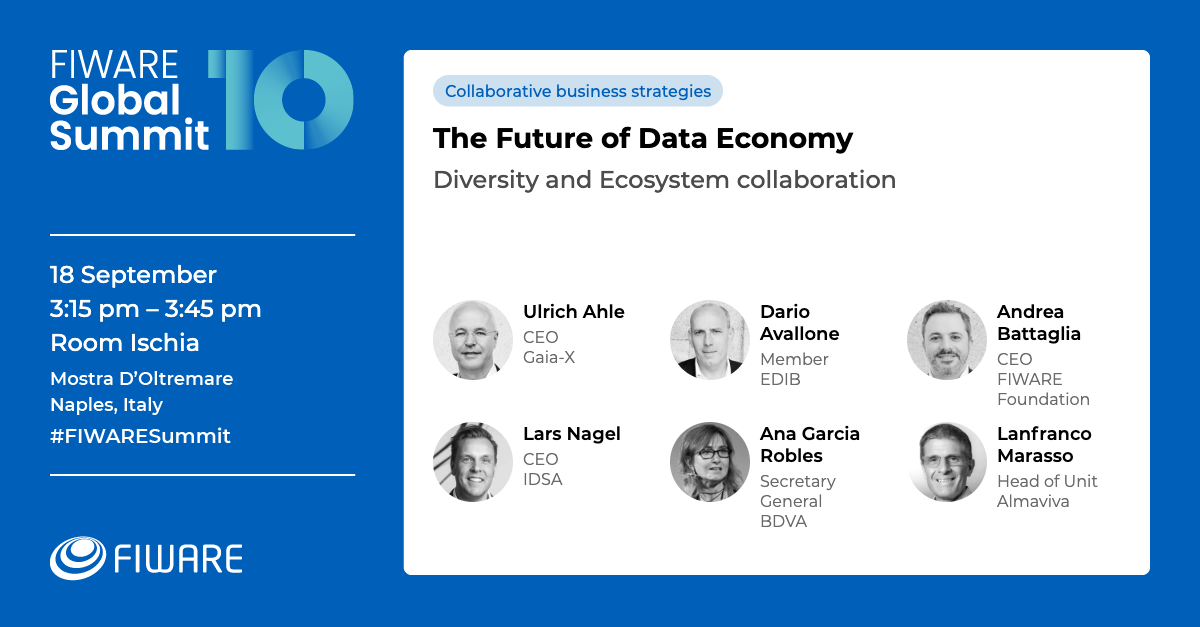 FIWARE
Global
Summit
10
18 September
3:15 pm – 3:45 pm
Room Ischia
Mostra D’Oltremare
Naples, Italy
#FIWARESummit
FIWARE
Collaborative business strategies
The Future of Data Economy
Diversity and Ecosystem collaboration
Ulrich Ahle
CEO
Gaia-X
Dario
Avallone
Member
EDIB
Andrea
Battaglia
CEO
FIWARE
Foundation
Lars Nagel
CEO
IDSA
Ana Garcia
Robles
Secretary
General
BDVA
Lanfranco
Marasso
Head of Unit
Almaviva